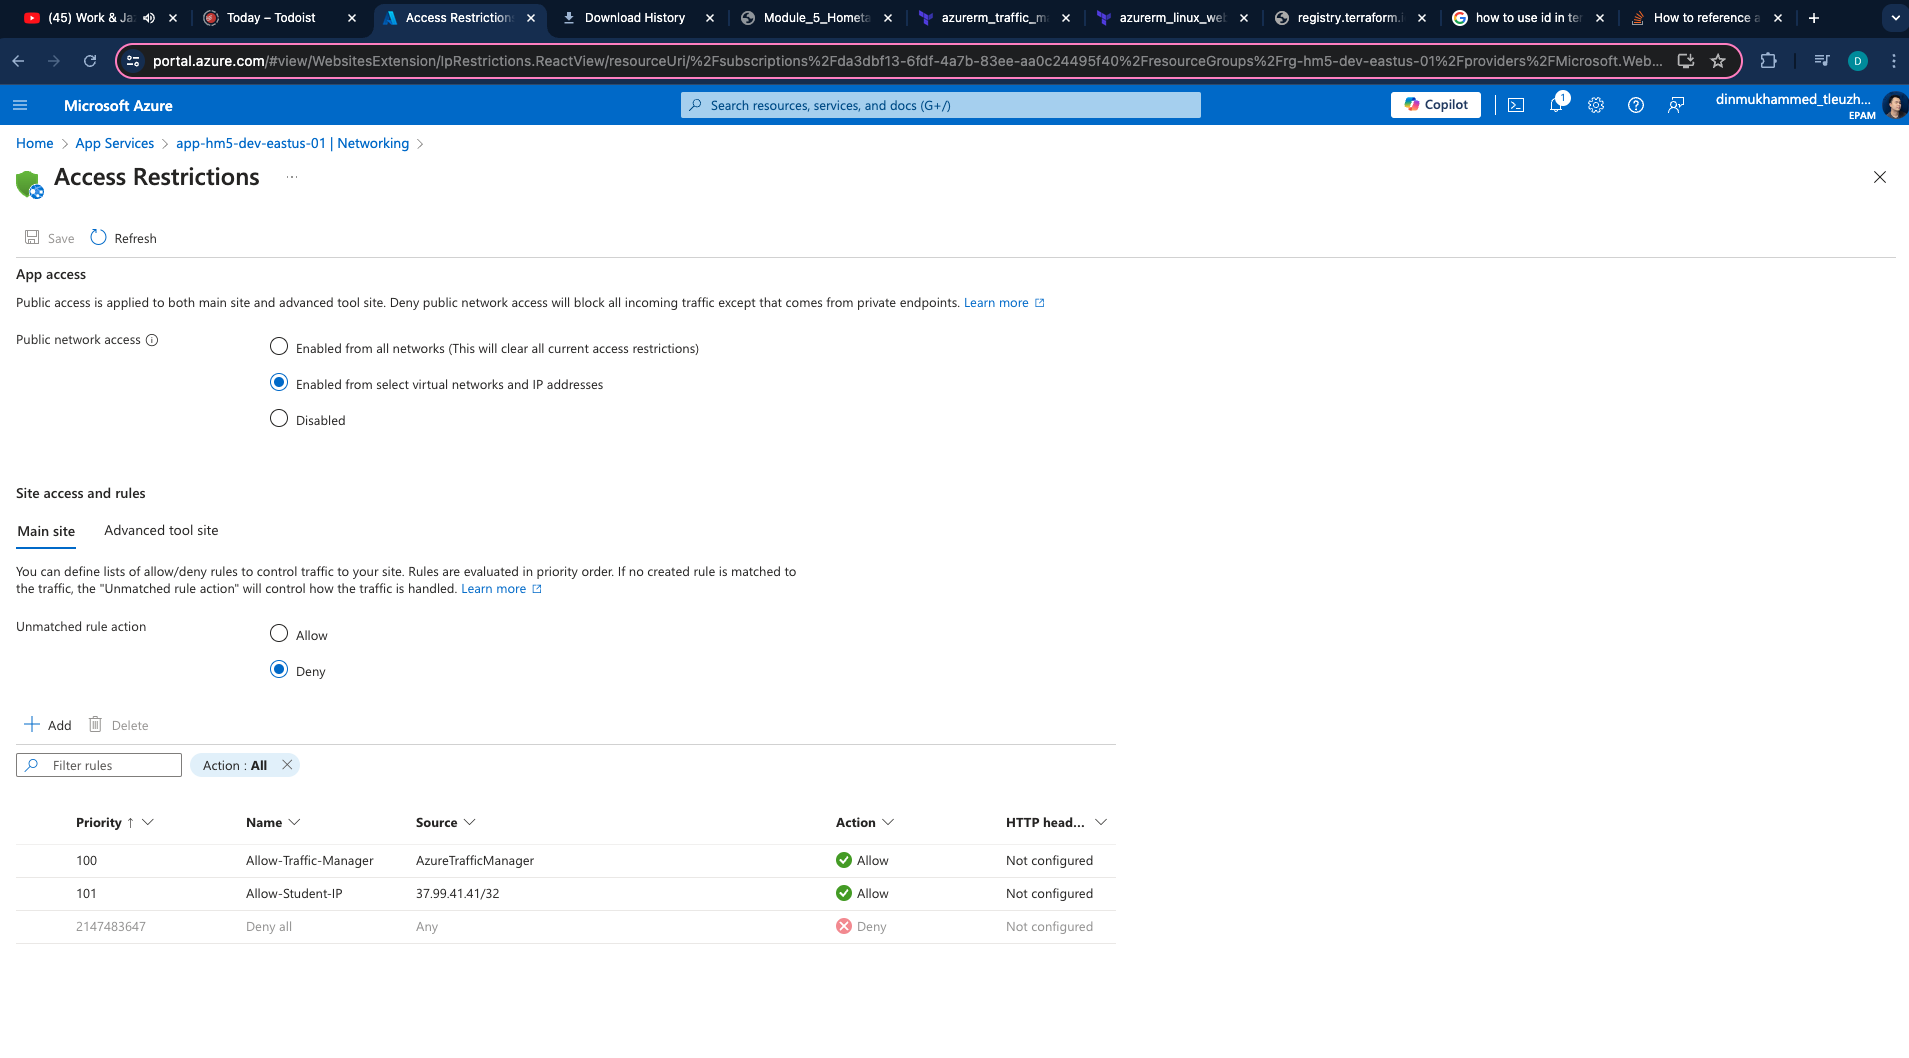 (45) Work & Ja
Today – Todoist
Access Restriction
Download History
Module_5_Hometa
azurerm_traffic_m
azurerm_linux_we
registry.terraform.i
how to use id in te
How to reference a
portal.azure.com/#view/WebsitesExtension/IpRestrictions.ReactView/resourceUri/%2Fsubscriptions%2Fda3dbf13-6fdf-4a7b-83ee-aa0c24495f40%2FresourceGroups%2Frg-hm5-dev-eastus-01%2Fproviders%2FMicrosoft.Web...
D
Microsoft Azure
Search resources, services, and docs (G+/)
Copilot
1
dinmukhammed_tleuzh...
EPAM
Home > App Services > app-hm5-dev-eastus-01 | Networking >
Access Restrictions ...
Save Refresh
App access
Public access is applied to both main site and advanced tool site. Deny public network access will block all incoming traffic except that comes from private endpoints. Learn more
Public network access
Enabled from all networks (This will clear all current access restrictions)
Enabled from select virtual networks and IP addresses
Disabled
Site access and rules
Main site Advanced tool site
You can define lists of allow/deny rules to control traffic to your site. Rules are evaluated in priority order. If no created rule is matched to
the traffic, the "Unmatched rule action" will control how the traffic is handled. Learn more
Unmatched rule action
Allow
Deny
Add Delete
Filter rules Action : All
Priority ↑ Name Source Action HTTP head...
100 Allow-Traffic-Manager AzureTrafficManager Allow Not configured
101 Allow-Student-IP 37.99.41.41/32 Allow Not configured
2147483647 Deny all Any Deny Not configured